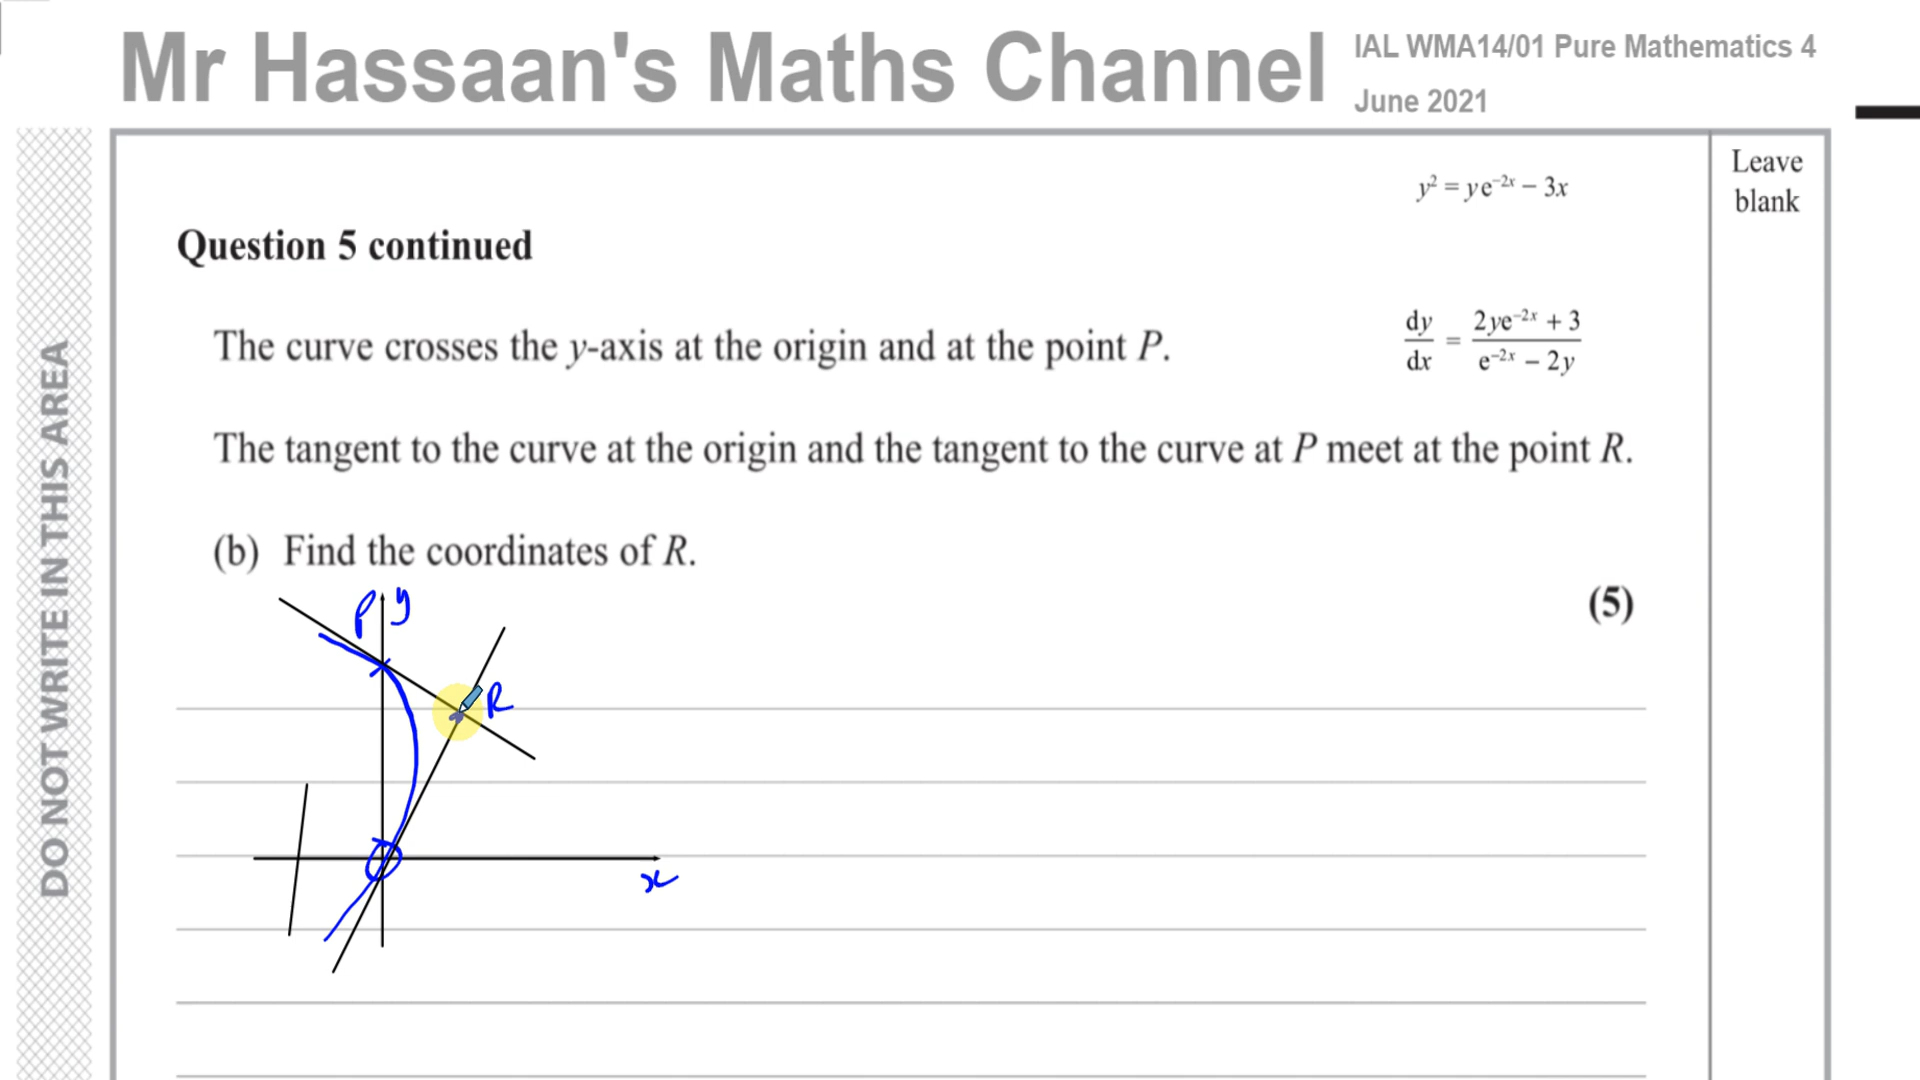 Mr Hassaan's Maths Channel
IAL WMA14/01 Pure Mathematics 4
June 2021
Leave
blank
y² = ye⁻²ˣ – 3x
Question 5 continued
The curve crosses the y-axis at the origin and at the point P.
dy/dx = (2ye⁻²ˣ + 3)/(e⁻²ˣ – 2y)
The tangent to the curve at the origin and the tangent to the curve at P meet at the point R.
(b) Find the coordinates of R.
(5)
P y
R
x
DO NOT WRITE IN THIS AREA